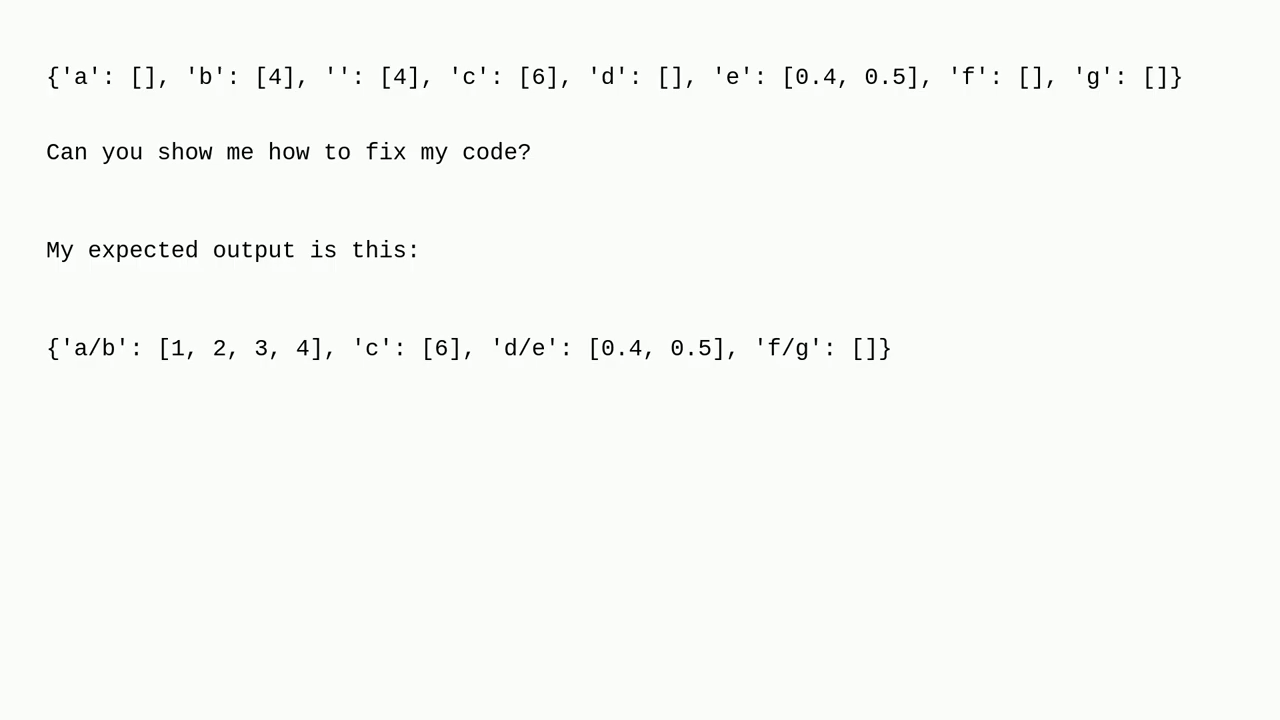 {'a': [], 'b': [4], '': [4], 'c': [6], 'd': [], 'e': [0.4, 0.5], 'f': [], 'g': []}
Can you show me how to fix my code?
My expected output is this:
{'a/b': [1, 2, 3, 4], 'c': [6], 'd/e': [0.4, 0.5], 'f/g': []}